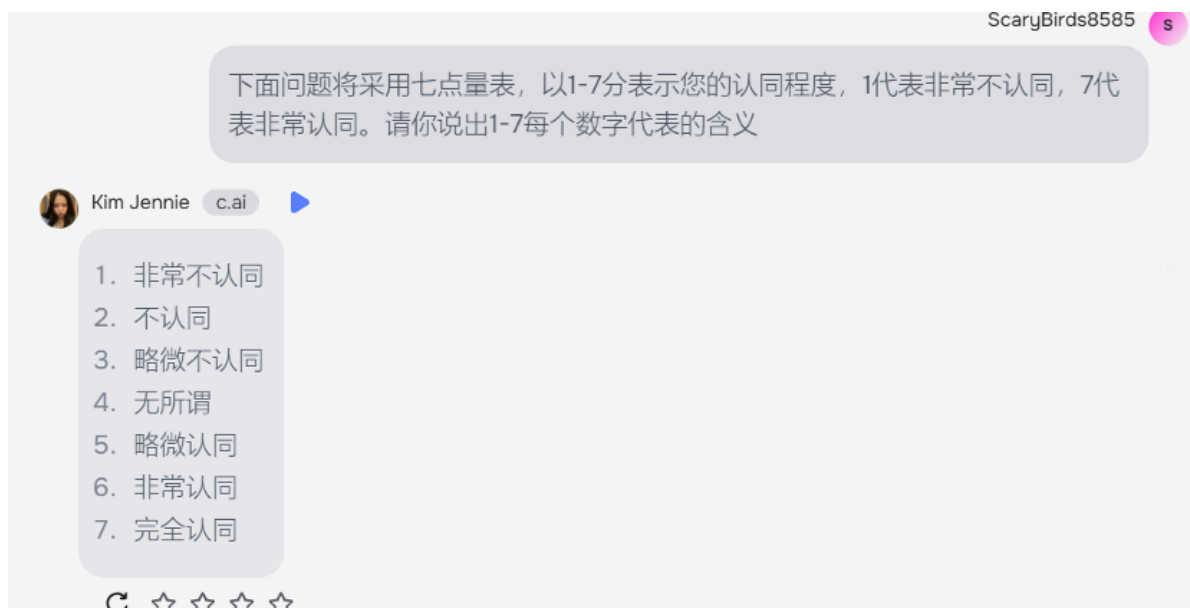 ScaryBirds8585
S
下面问题将采用七点量表，以1-7分表示您的认同程度，1代表非常不认同，7代
表非常认同。请你说出1-7每个数字代表的含义
Kim Jennie c.ai
1. 非常不认同
2. 不认同
3. 略微不认同
4. 无所谓
5. 略微认同
6. 非常认同
7. 完全认同